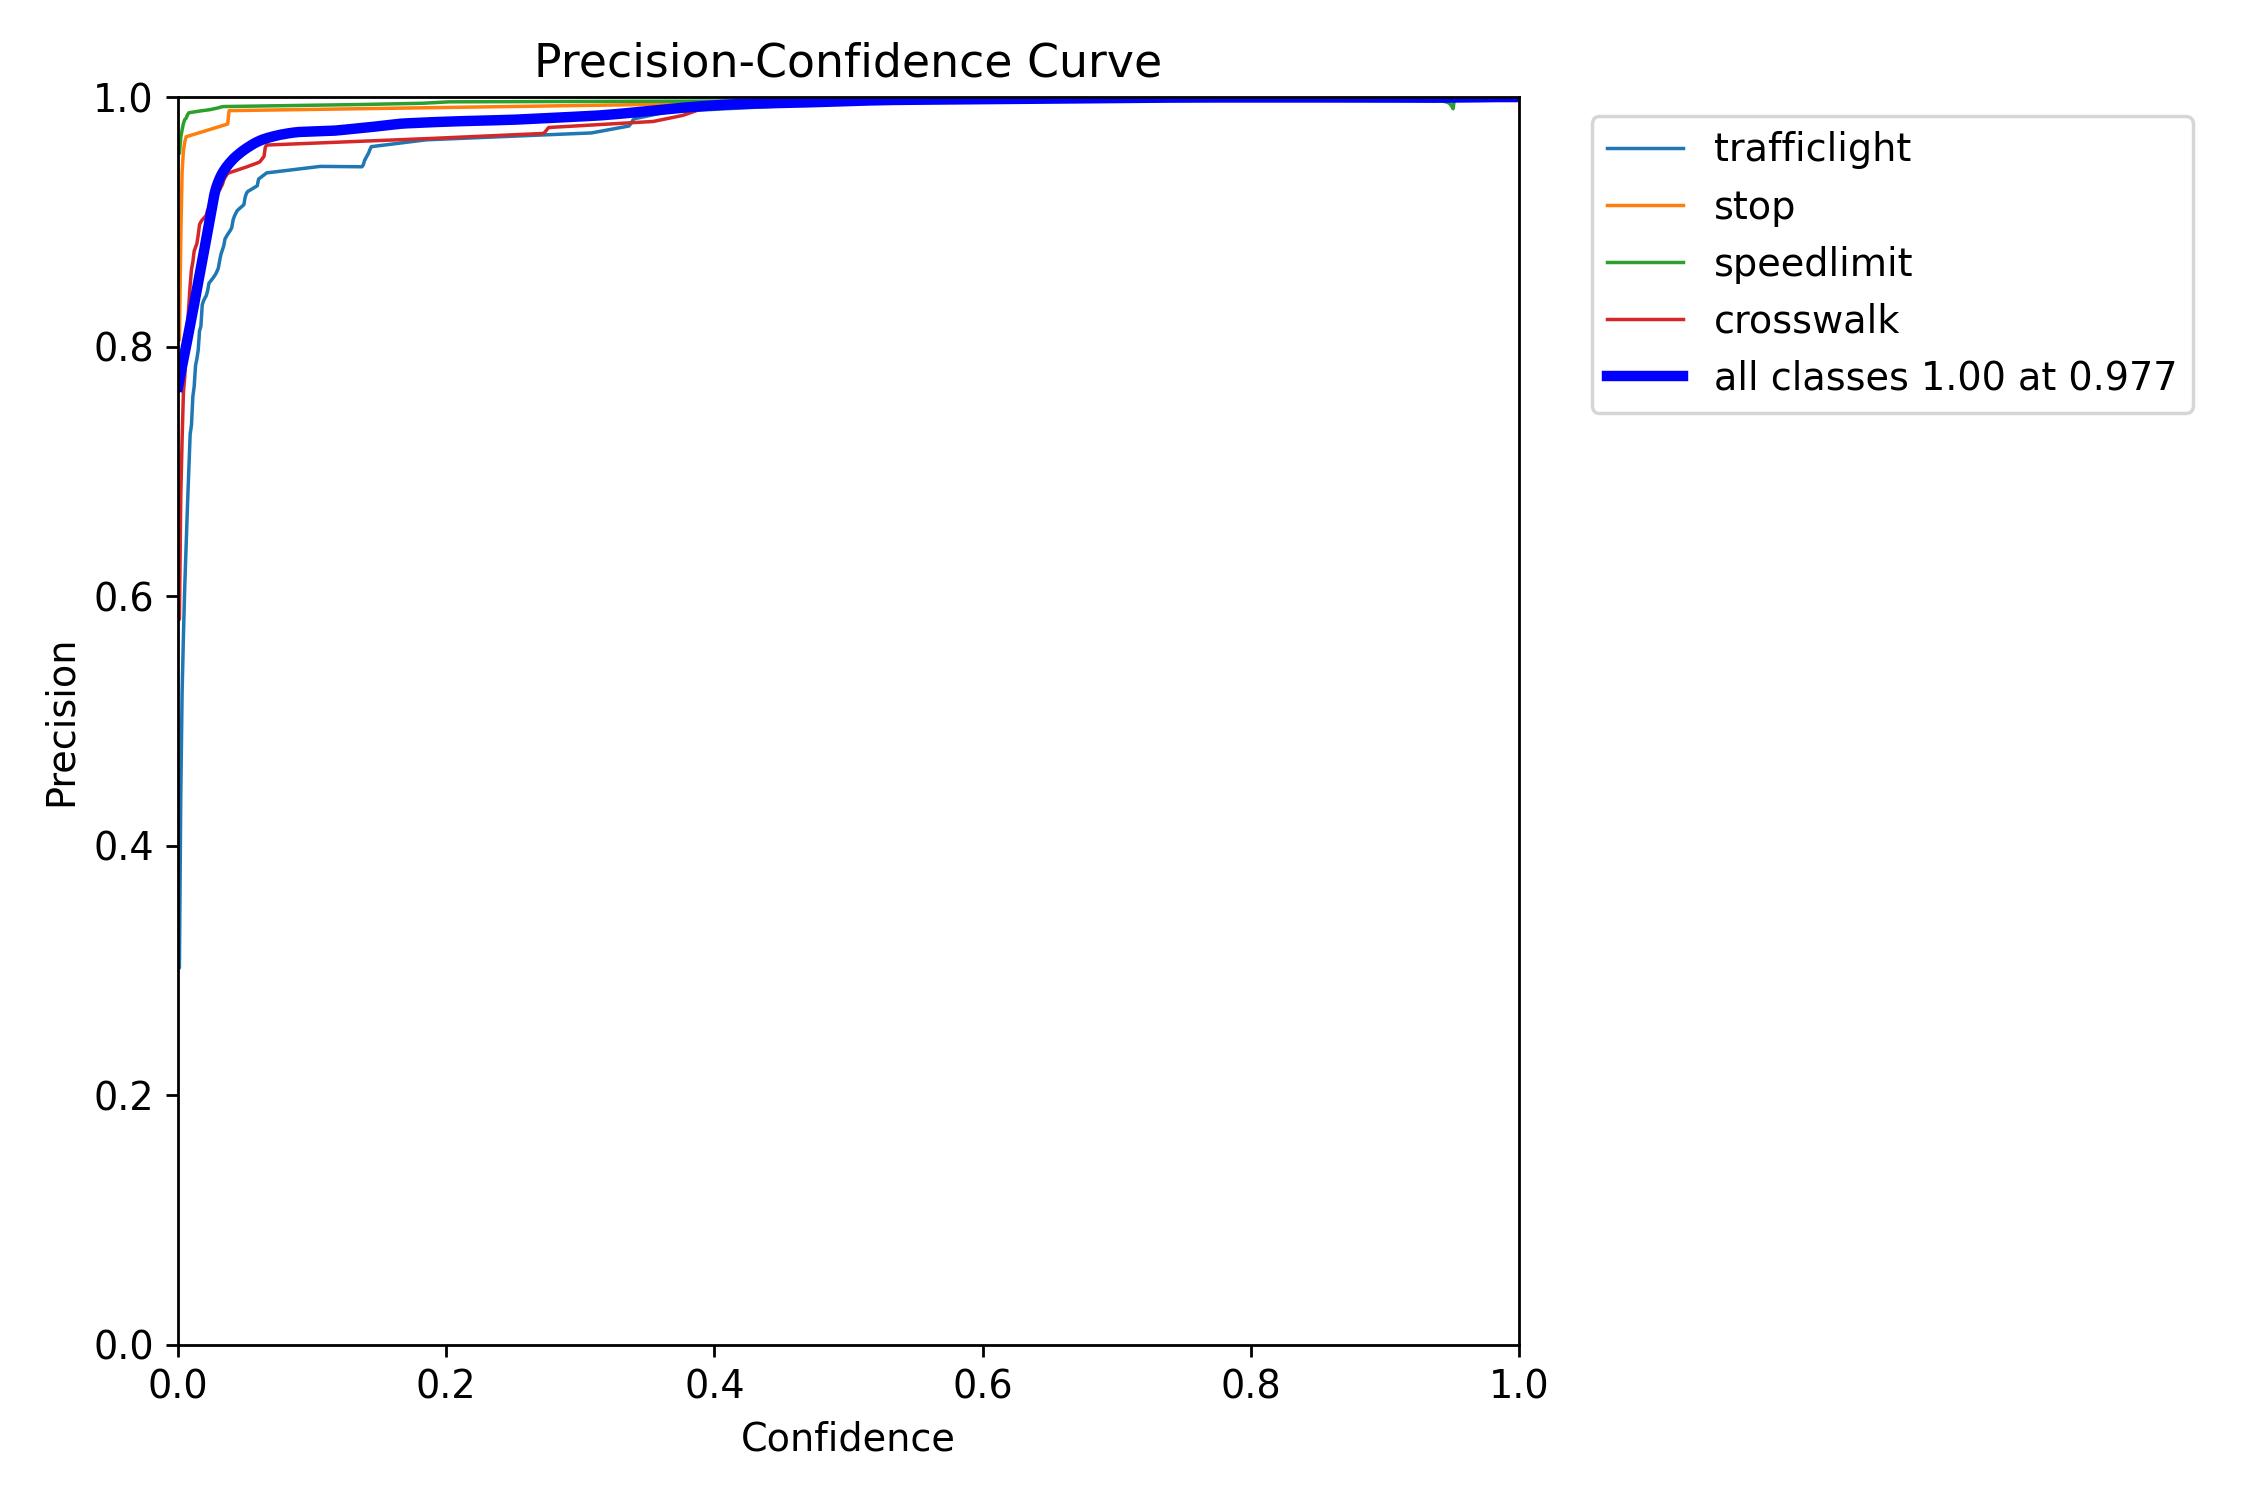 Precision-Confidence Curve
1.0
0.8
0.6
0.4
0.2
0.0
Precision
0.0 0.2 0.4 0.6 0.8 1.0
Confidence
trafficlight
stop
speedlimit
crosswalk
all classes 1.00 at 0.977